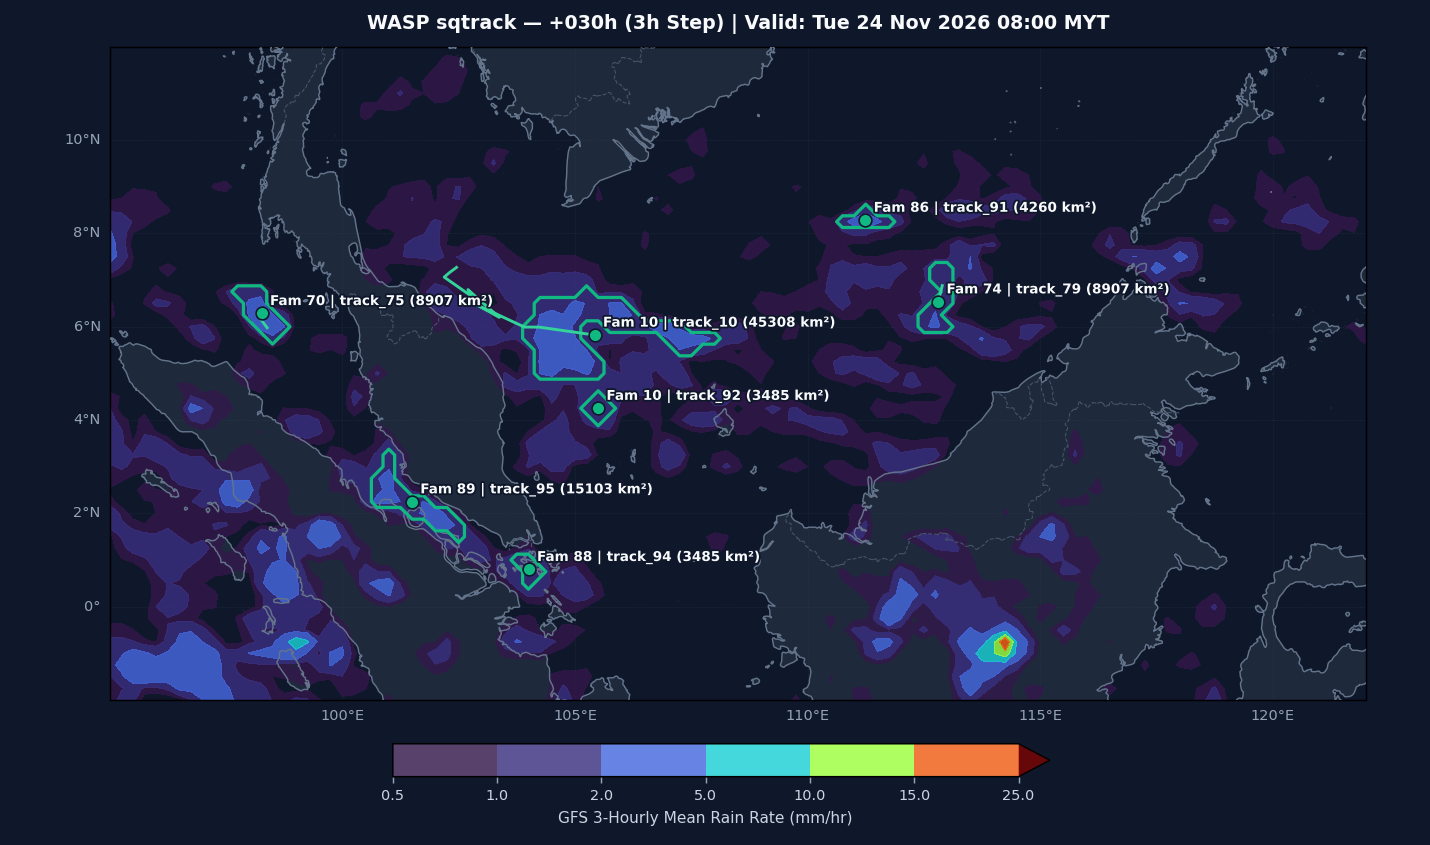 WASP sqtrack — +030h (3h Step) | Valid: Tue 24 Nov 2026 08:00 MYT
10°N
8°N
6°N
4°N
2°N
0°
Fam 86 | track_91 (4260 km²)
Fam 74 | track_79 (8907 km²)
Fam 70 | track_75 (8907 km²)
Fam 10 | track_10 (45308 km²)
Fam 10 | track_92 (3485 km²)
Fam 89 | track_95 (15103 km²)
Fam 88 | track_94 (3485 km²)
100°E 105°E 110°E 115°E 120°E
0.5 1.0 2.0 5.0 10.0 15.0 25.0
GFS 3-Hourly Mean Rain Rate (mm/hr)